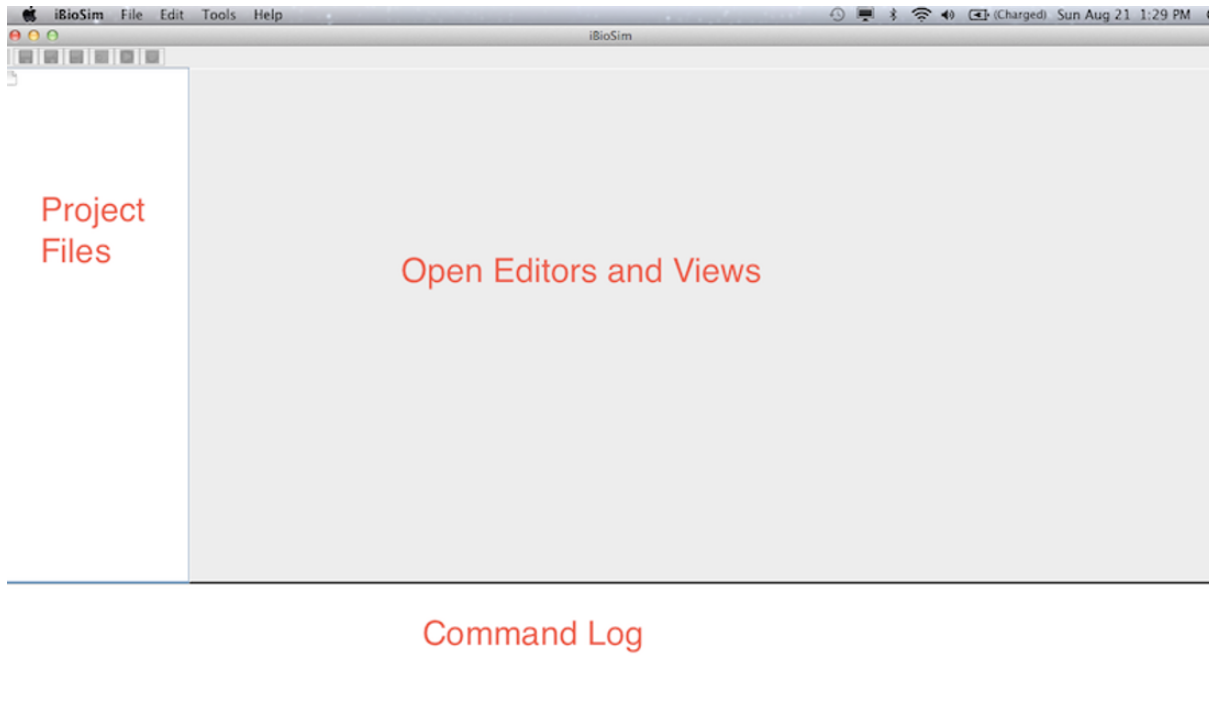 iBioSim File Edit Tools Help (Charged) Sun Aug 21 1:29 PM
iBioSim
Project
Files
Open Editors and Views
Command Log